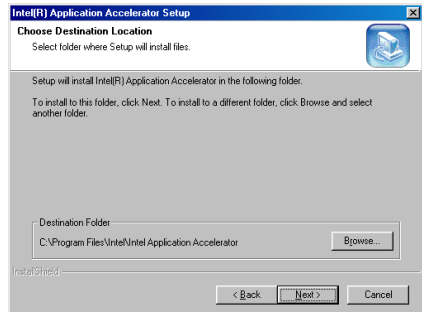 Intel(R) Application Accelerator Setup
Choose Destination Location
Select folder where Setup will install files.
Setup will install Intel(R) Application Accelerator in the following folder.
To install to this folder, click Next. To install to a different folder, click Browse and select
another folder.
Destination Folder
C:\Program Files\Intel\Intel Application Accelerator
Browse...
InstallShield
< Back
Next >
Cancel